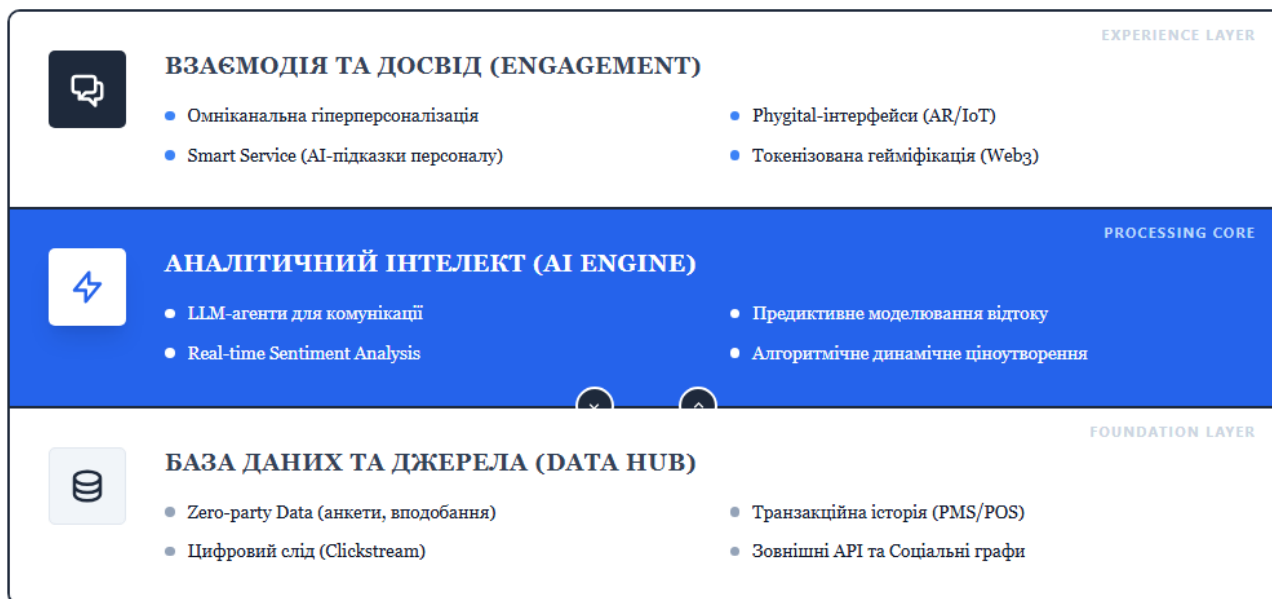 EXPERIENCE LAYER
ВЗАЄМОДІЯ ТА ДОСВІД (ENGAGEMENT)
Омніканальна гіперперсоналізація
Phygital-інтерфейси (AR/IoT)
Smart Service (AI-підказки персоналу)
Токенізована гейміфікація (Web3)
PROCESSING CORE
АНАЛІТИЧНИЙ ІНТЕЛЕКТ (AI ENGINE)
LLM-агенти для комунікації
Предиктивне моделювання відтоку
Real-time Sentiment Analysis
Алгоритмічне динамічне ціноутворення
FOUNDATION LAYER
БАЗА ДАНИХ ТА ДЖЕРЕЛА (DATA HUB)
Zero-party Data (анкети, вподобання)
Транзакційна історія (PMS/POS)
Цифровий слід (Clickstream)
Зовнішні API та Соціальні графи